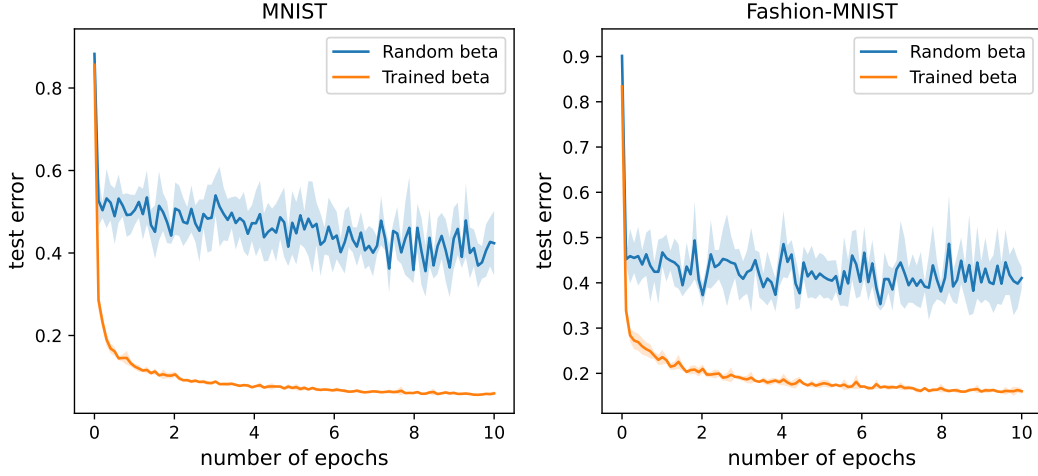 MNIST
Random beta
Trained beta
test error
0.8
0.6
0.4
0.2
0
2
4
6
8
10
number of epochs
Fashion-MNIST
Random beta
Trained beta
test error
0.9
0.8
0.7
0.6
0.5
0.4
0.3
0.2
0
2
4
6
8
10
number of epochs